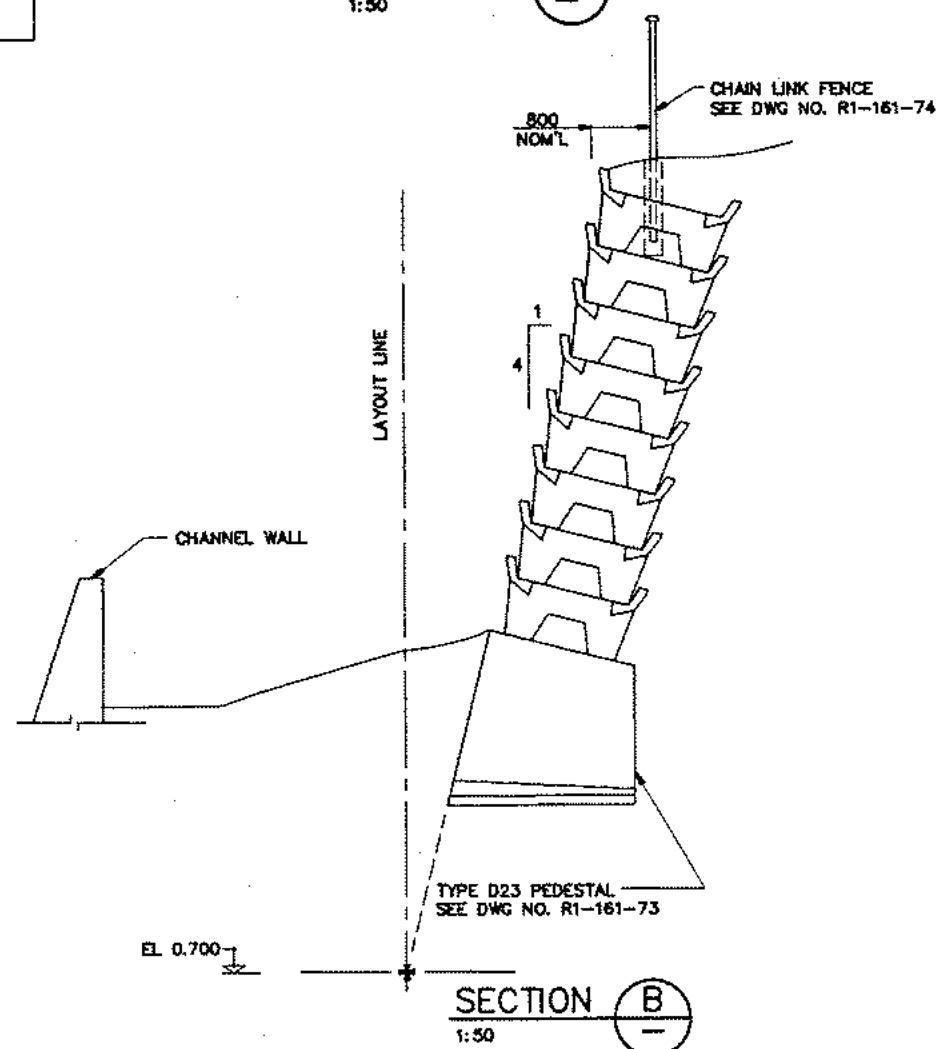 1:50
CHAIN LINK FENCE
SEE DWG NO. R1-161-74
800
NOM'L
1
4
LAYOUT LINE
CHANNEL WALL
TYPE D23 PEDESTAL
SEE DWG NO. R1-161-73
EL 0.700
SECTION B
1:50